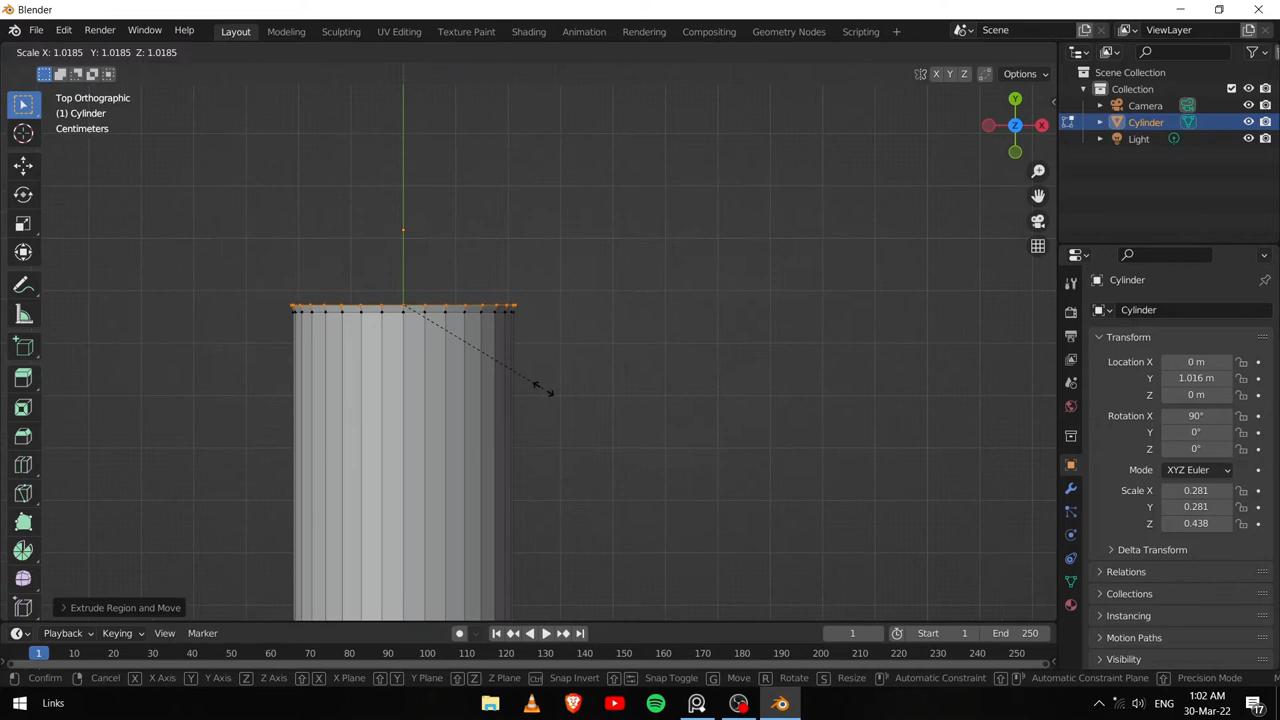 Blender
File Edit Render Window Help Layout Modeling Sculpting UV Editing Texture Paint Shading Animation Rendering Compositing Geometry Nodes Scripting + Scene ViewLayer
Scale X: 1.0185 Y: 1.0185 Z: 1.0185
X Y Z Options
Top Orthographic
(1) Cylinder
Centimeters
Y
Z X
Scene Collection
Collection
Camera
Cylinder
Light
Cylinder
Cylinder
Transform
Location X 0 m
Y 1.016 m
Z 0 m
Rotation X 90°
Y 0°
Z 0°
Mode XYZ Euler
Scale X 0.281
Y 0.281
Z 0.438
Delta Transform
Relations
Collections
Instancing
Motion Paths
Visibility
Extrude Region and Move
Playback Keying View Marker 1 Start 1 End 250
1 10 20 30 40 50 60 70 80 90 100 110 120 130 140 150 160 170 180 190 200 210 220 230 240 250
Confirm Cancel X X Axis Y Y Axis Z Z Axis X X Plane Y Y Plane Z Z Plane Ctrl Snap Invert Snap Toggle G Move R Rotate S Resize Automatic Constraint Automatic Constraint Plane Precision Mode
Links ENG 1:02 AM
30-Mar-22 17